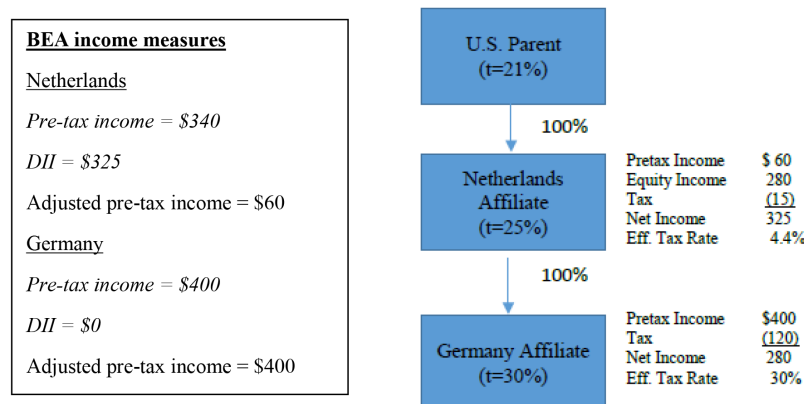 BEA income measures
Netherlands
Pre-tax income = $340
DII = $325
Adjusted pre-tax income = $60
Germany
Pre-tax income = $400
DII = $0
Adjusted pre-tax income = $400
U.S. Parent
(t=21%)
100%
Netherlands
Affiliate
(t=25%)
Pretax Income $ 60
Equity Income 280
Tax (15)
Net Income 325
Eff. Tax Rate 4.4%
100%
Germany Affiliate
(t=30%)
Pretax Income $400
Tax (120)
Net Income 280
Eff. Tax Rate 30%